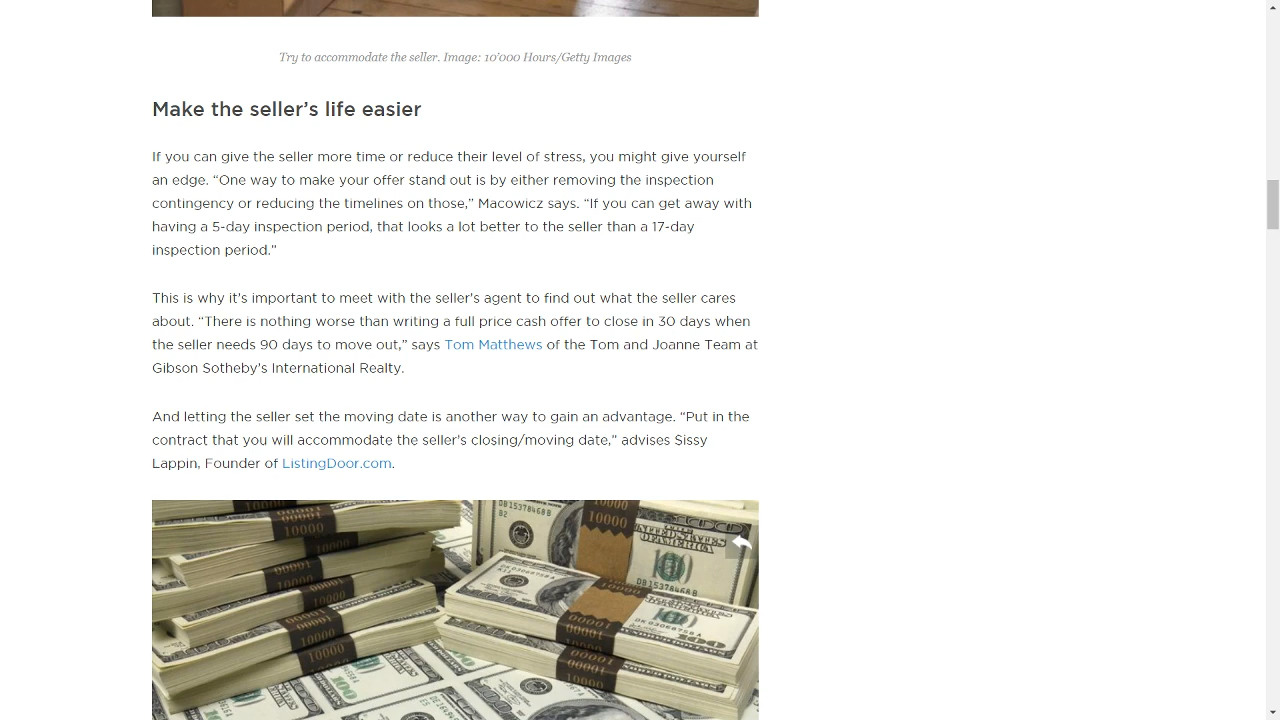 Try to accommodate the seller. Image: 10’000 Hours/Getty Images
Make the seller’s life easier
If you can give the seller more time or reduce their level of stress, you might give yourself
an edge. “One way to make your offer stand out is by either removing the inspection
contingency or reducing the timelines on those,” Macowicz says. “If you can get away with
having a 5-day inspection period, that looks a lot better to the seller than a 17-day
inspection period.”
This is why it’s important to meet with the seller’s agent to find out what the seller cares
about. “There is nothing worse than writing a full price cash offer to close in 30 days when
the seller needs 90 days to move out,” says Tom Matthews of the Tom and Joanne Team at
Gibson Sotheby’s International Realty.
And letting the seller set the moving date is another way to gain an advantage. “Put in the
contract that you will accommodate the seller’s closing/moving date,” advises Sissy
Lappin, Founder of ListingDoor.com.
10000
10000
10000
10000
10000
10000
10000
100
100